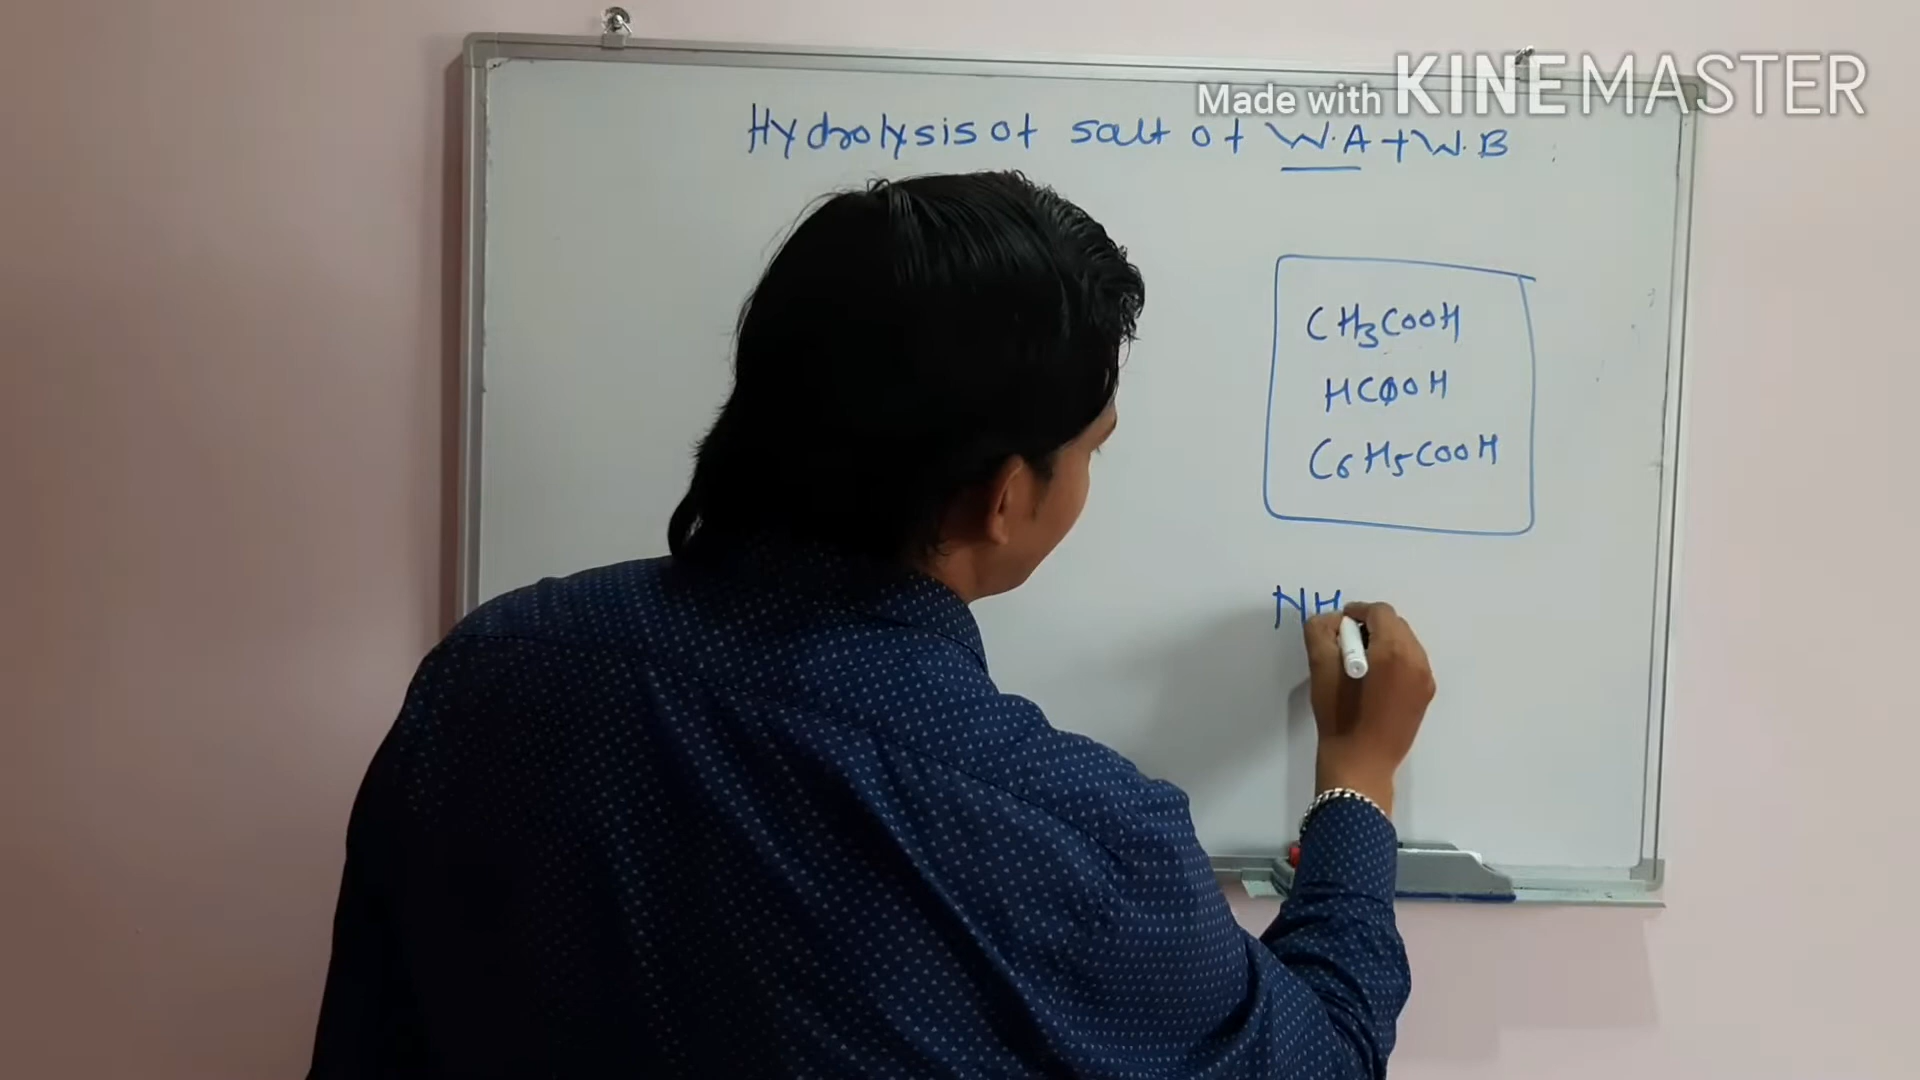 Made with KINEMASTER
Hydrolysis of salt of W.A + W.B
CH3COOH
HCOOH
C6H5COOH
NH